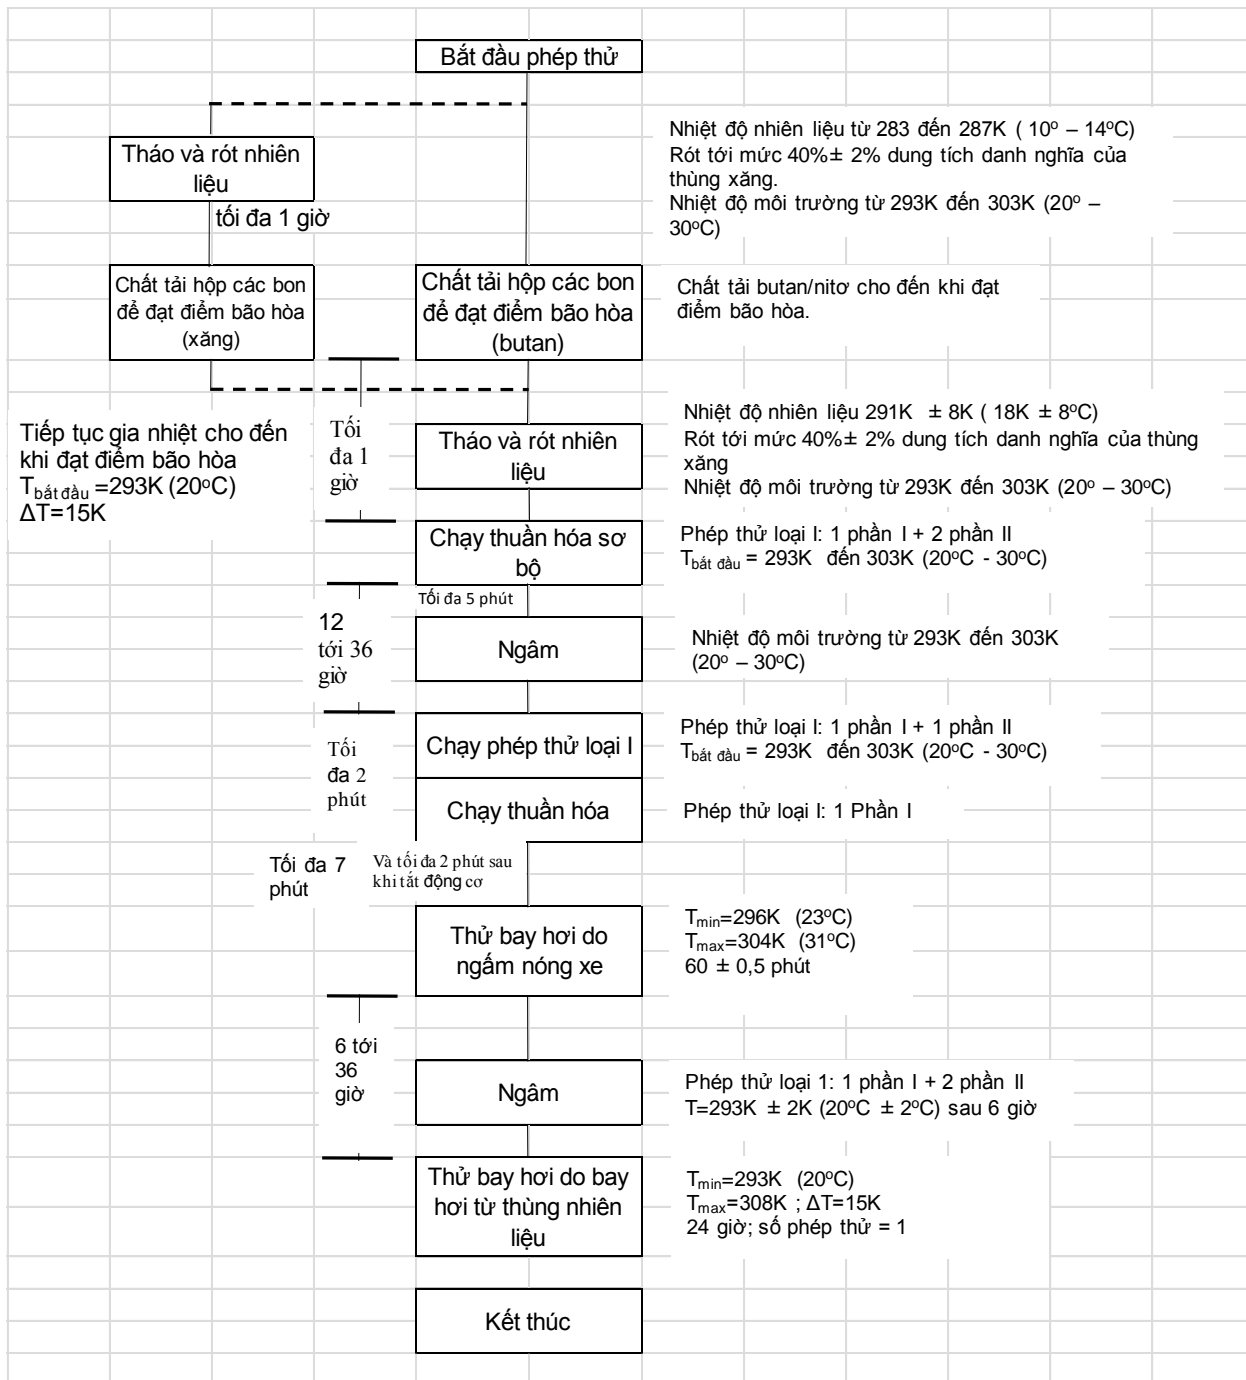 Bắt đầu phép thử
Tháo và rót nhiên
liệu
tối đa 1 giờ
Nhiệt độ nhiên liệu từ 283 đến 287K ( 10º – 14ºC)
Rót tới mức 40%± 2% dung tích danh nghĩa của
thùng xăng.
Nhiệt độ môi trường từ 293K đến 303K (20º –
30ºC)
Chất tải hộp các bon
để đạt điểm bão hòa
(xăng)
Chất tải hộp các bon
để đạt điểm bão hòa
(butan)
Chất tải butan/nitơ cho đến khi đạt
điểm bão hòa.
Tiếp tục gia nhiệt cho đến
khi đạt điểm bão hòa
Tbắt đầu =293K (20ºC)
ΔT=15K
Tối
đa 1
giờ
Tháo và rót nhiên
liệu
Nhiệt độ nhiên liệu 291K ± 8K ( 18K ± 8ºC)
Rót tới mức 40%± 2% dung tích danh nghĩa của thùng
xăng
Nhiệt độ môi trường từ 293K đến 303K (20º – 30ºC)
Chạy thuần hóa sơ
bộ
Phép thử loại I: 1 phần I + 2 phần II
Tbắt đầu = 293K đến 303K (20ºC - 30ºC)
Tối đa 5 phút
12
tới 36
giờ
Ngâm
Nhiệt độ môi trường từ 293K đến 303K
(20º – 30ºC)
Tối
đa 2
phút
Chạy phép thử loại I
Phép thử loại I: 1 phần I + 1 phần II
Tbắt đầu = 293K đến 303K (20ºC - 30ºC)
Chạy thuần hóa
Phép thử loại I: 1 Phần I
Tối đa 7
phút
Và tối đa 2 phút sau
khi tắt động cơ
Thử bay hơi do
ngấm nóng xe
Tmin=296K (23ºC)
Tmax=304K (31ºC)
60 ± 0,5 phút
6 tới
36
giờ
Ngâm
Phép thử loại 1: 1 phần I + 2 phần II
T=293K ± 2K (20ºC ± 2ºC) sau 6 giờ
Thử bay hơi do bay
hơi từ thùng nhiên
liệu
Tmin=293K (20ºC)
Tmax=308K ; ΔT=15K
24 giờ; số phép thử = 1
Kết thúc